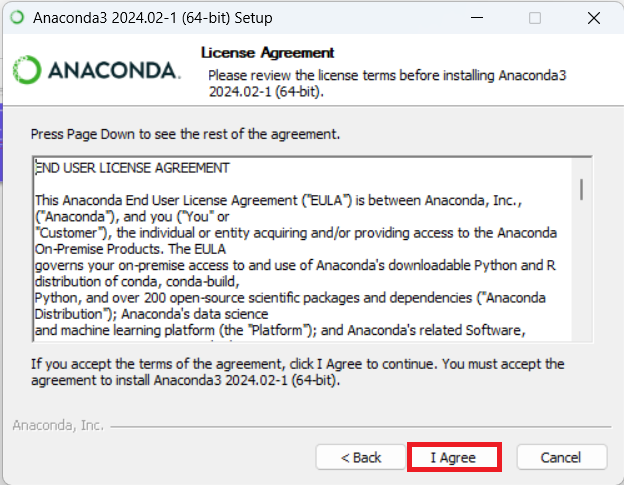 Anaconda3 2024.02-1 (64-bit) Setup
ANACONDA.
License Agreement
Please review the license terms before installing Anaconda3
2024.02-1 (64-bit).
Press Page Down to see the rest of the agreement.
END USER LICENSE AGREEMENT
This Anaconda End User License Agreement ("EULA") is between Anaconda, Inc.,
("Anaconda"), and you ("You" or
"Customer"), the individual or entity acquiring and/or providing access to the Anaconda
On-Premise Products. The EULA
governs your on-premise access to and use of Anaconda's downloadable Python and R
distribution of conda, conda-build,
Python, and over 200 open-source scientific packages and dependencies ("Anaconda
Distribution"); Anaconda's data science
and machine learning platform (the "Platform"); and Anaconda's related Software,
If you accept the terms of the agreement, click I Agree to continue. You must accept the
agreement to install Anaconda3 2024.02-1 (64-bit).
Anaconda, Inc.
< Back
I Agree
Cancel